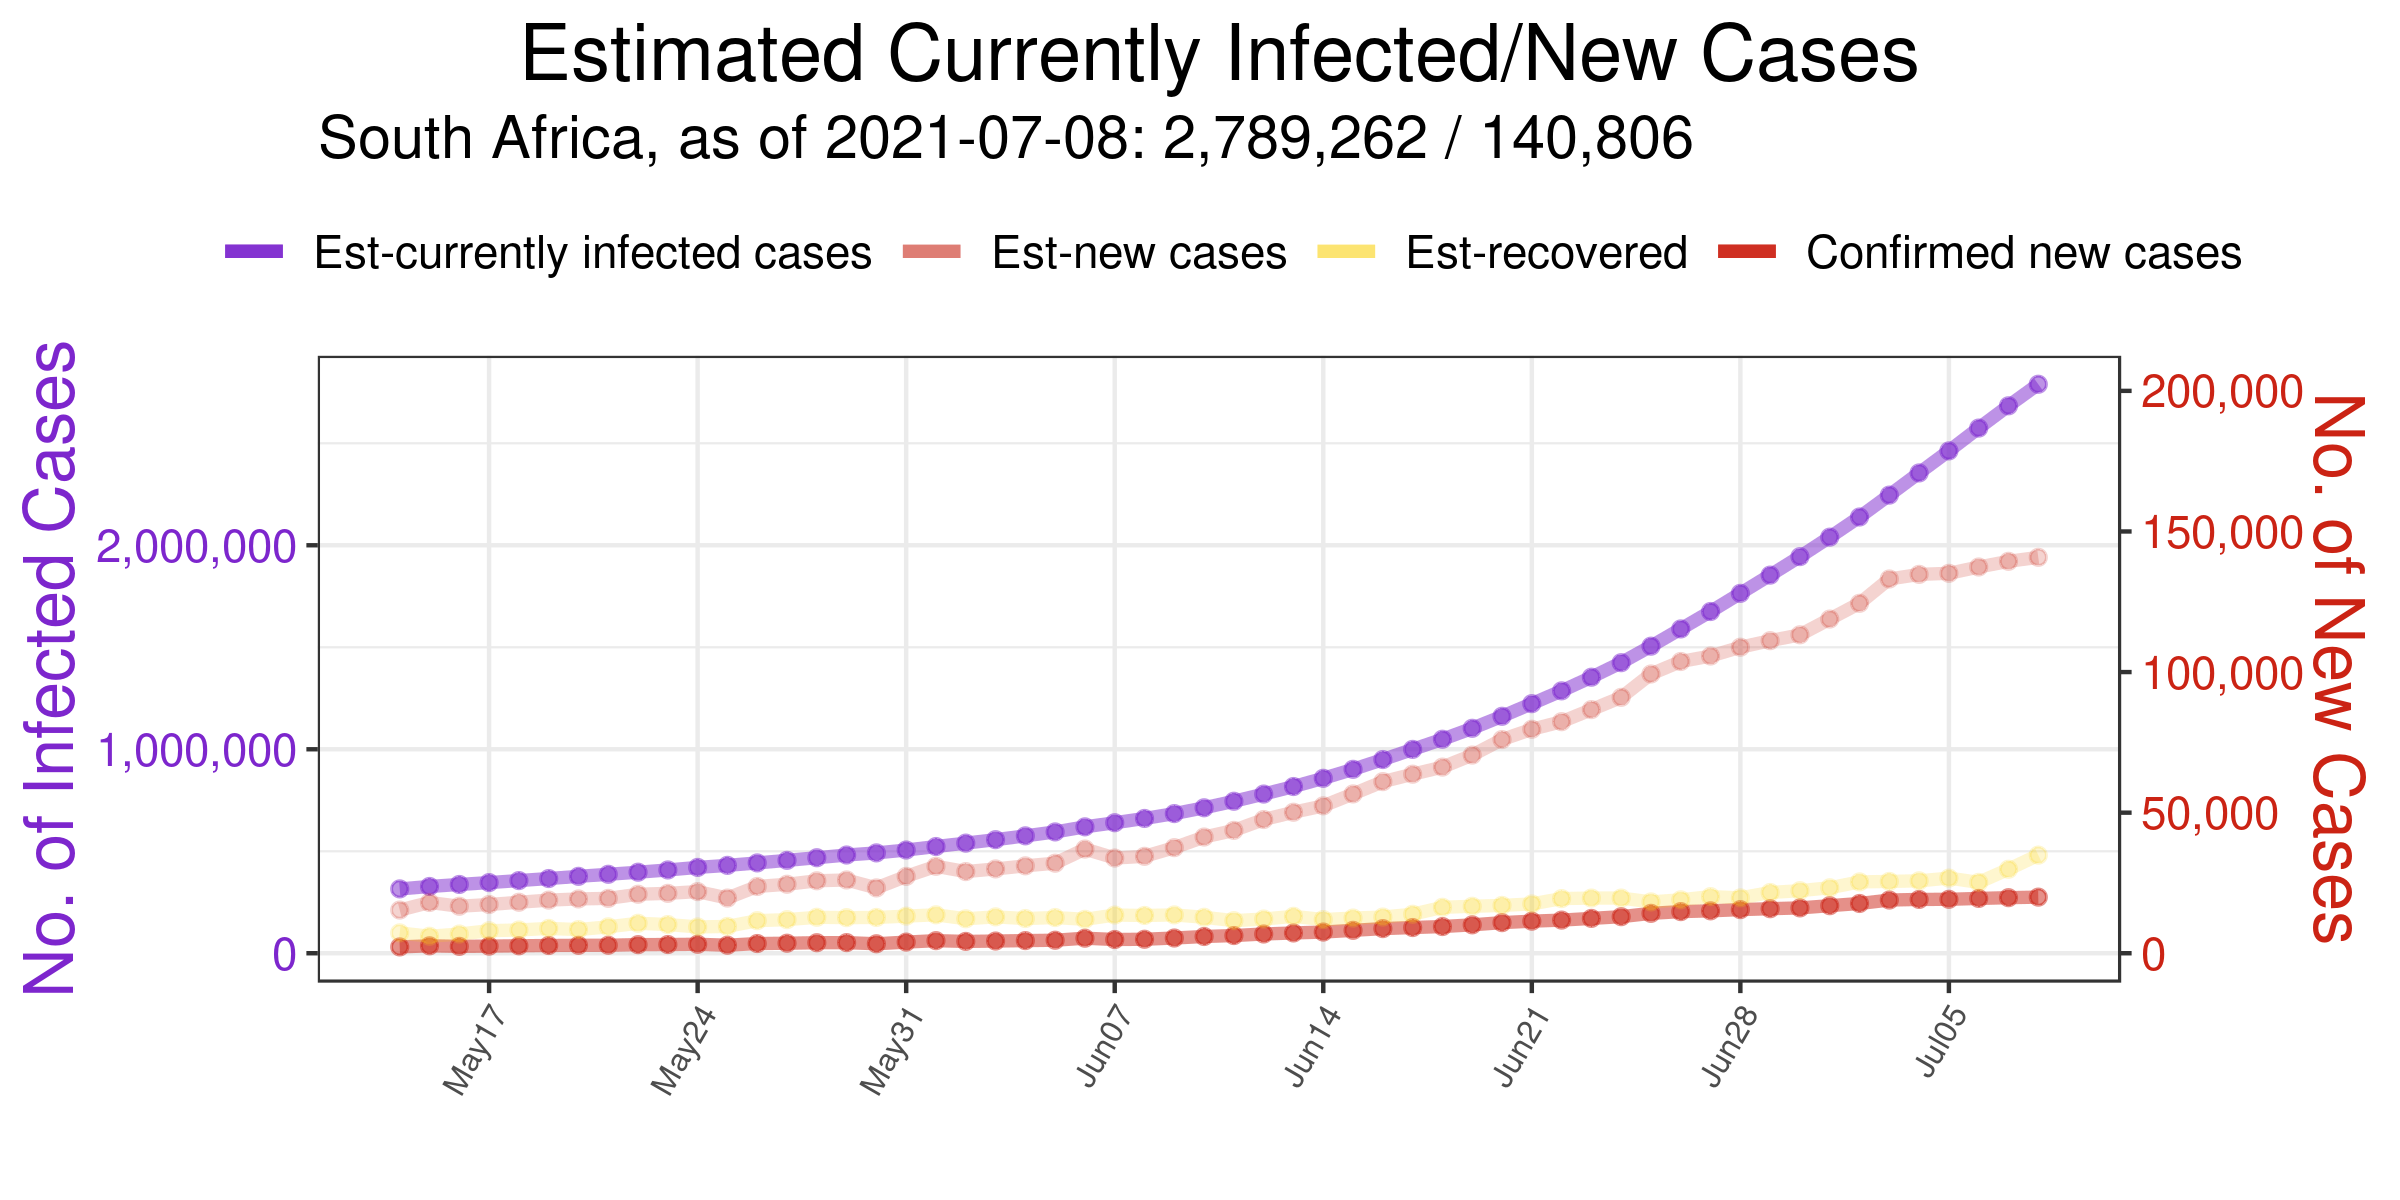 Estimated Currently Infected/New Cases
South Africa, as of 2021-07-08: 2,789,262 / 140,806
Est-currently infected cases Est-new cases Est-recovered Confirmed new cases
No. of Infected Cases
2,000,000
1,000,000
0
200,000
150,000
100,000
50,000
0
No. of New Cases
May17 May24 May31 Jun07 Jun14 Jun21 Jun28 Jul05